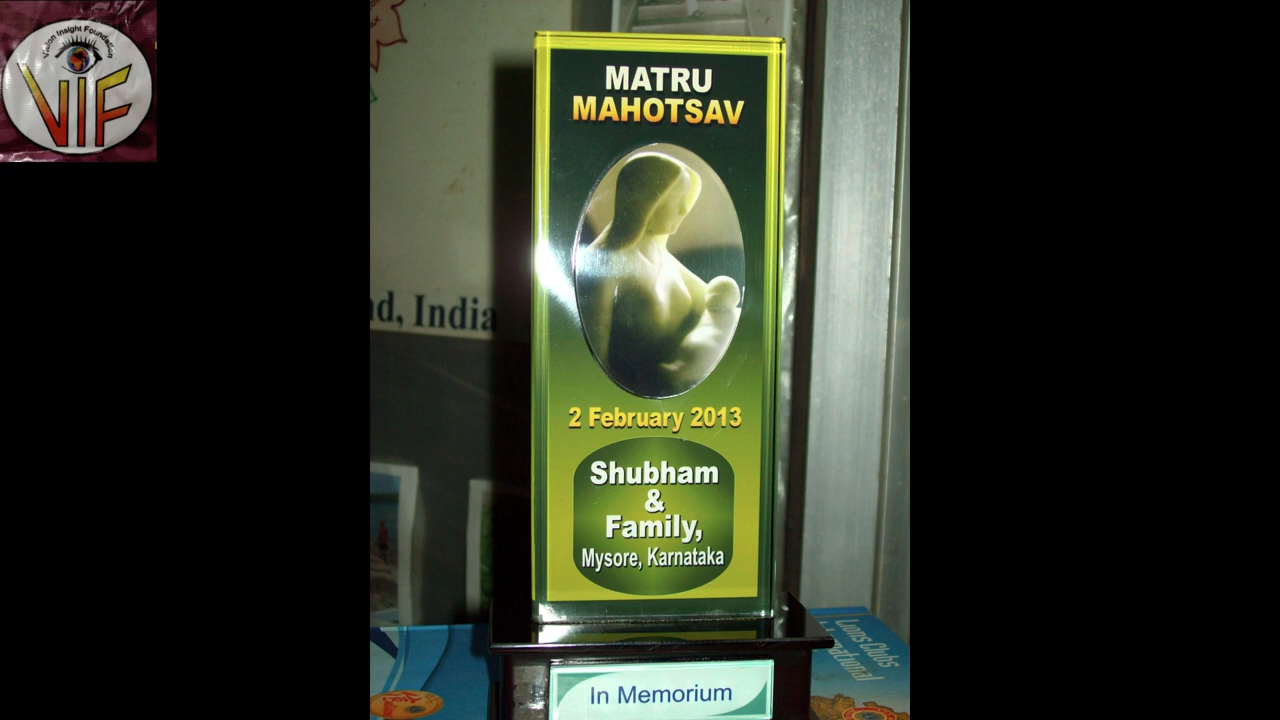 Vision Insight Foundation
VIF
MATRU
MAHOTSAV
nd, India
2 February 2013
Shubham
&
Family,
Mysore, Karnataka
Lions Clubs
In Memorium